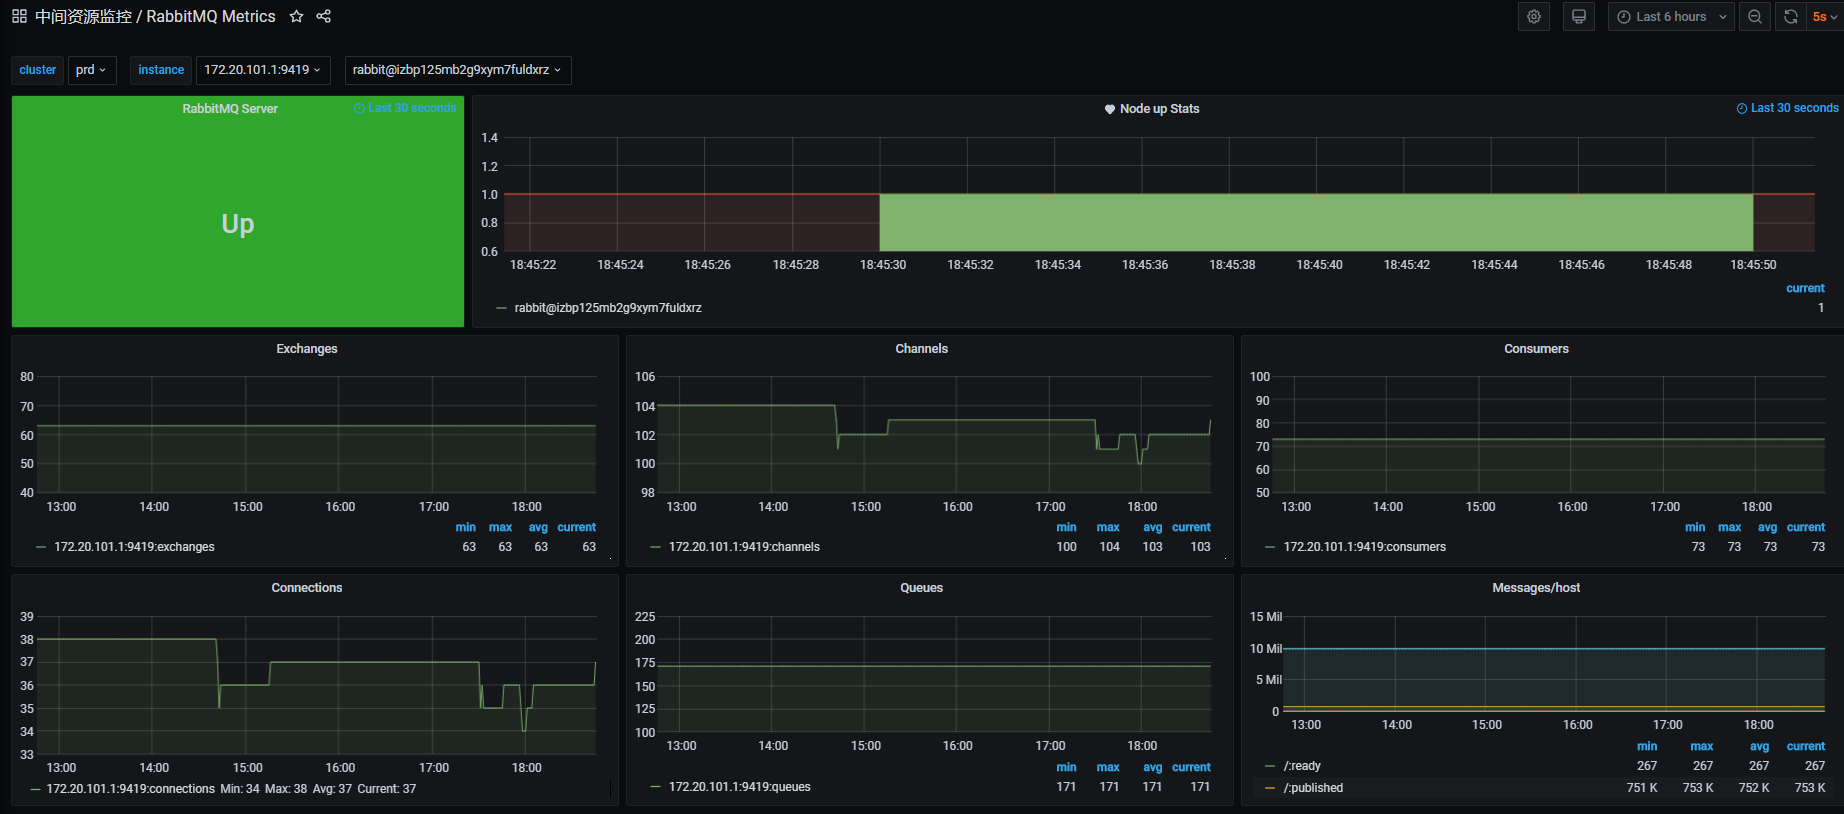 中间资源监控 / RabbitMQ Metrics
Last 6 hours
5s
cluster prd instance 172.20.101.1:9419 rabbit@izbp125mb2g9xym7fuldxrz
RabbitMQ Server Last 30 seconds
Up
Node up Stats Last 30 seconds
1.4
1.2
1.0
0.8
0.6
18:45:22 18:45:24 18:45:26 18:45:28 18:45:30 18:45:32 18:45:34 18:45:36 18:45:38 18:45:40 18:45:42 18:45:44 18:45:46 18:45:48 18:45:50
current
rabbit@izbp125mb2g9xym7fuldxrz 1
Exchanges
80
70
60
50
40
13:00 14:00 15:00 16:00 17:00 18:00
min max avg current
172.20.101.1:9419:exchanges 63 63 63 63
Channels
106
104
102
100
98
13:00 14:00 15:00 16:00 17:00 18:00
min max avg current
172.20.101.1:9419:channels 100 104 103 103
Consumers
100
90
80
70
60
50
13:00 14:00 15:00 16:00 17:00 18:00
min max avg current
172.20.101.1:9419:consumers 73 73 73 73
Connections
39
38
37
36
35
34
33
13:00 14:00 15:00 16:00 17:00 18:00
172.20.101.1:9419:connections Min: 34 Max: 38 Avg: 37 Current: 37
Queues
225
200
175
150
125
100
13:00 14:00 15:00 16:00 17:00 18:00
min max avg current
172.20.101.1:9419:queues 171 171 171 171
Messages/host
15 Mil
10 Mil
5 Mil
0
13:00 14:00 15:00 16:00 17:00 18:00
min max avg current
/:ready 267 267 267 267
/:published 751 K 753 K 752 K 753 K